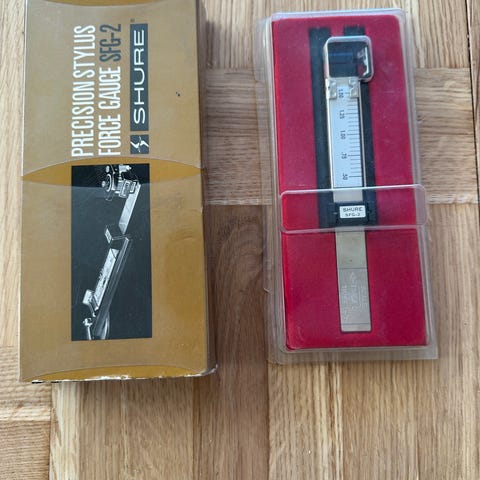 PRECISION STYLUS
FORCE GAUGE SFG-2
SHURE®
1.50
1.25
1.00
.75
.50
SHURE
SFG-2